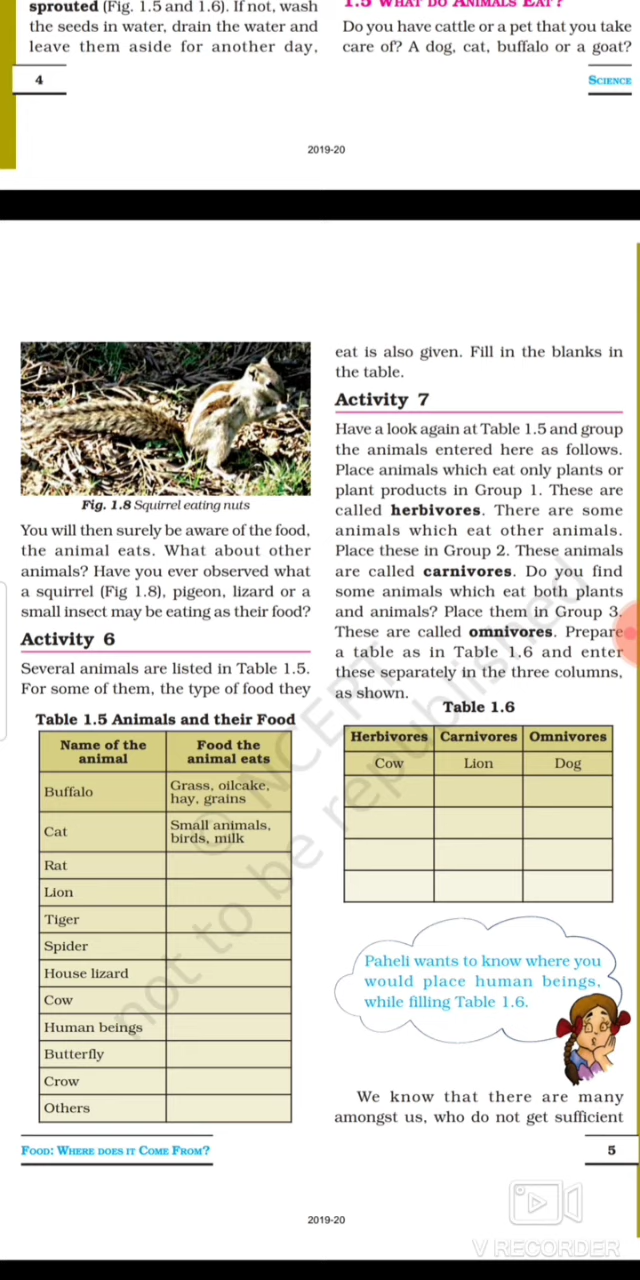 sprouted (Fig. 1.5 and 1.6). If not, wash
the seeds in water, drain the water and
leave them aside for another day,
1.5 WHAT DO ANIMALS EAT?
Do you have cattle or a pet that you take
care of? A dog, cat, buffalo or a goat?
4
SCIENCE
2019-20
Fig. 1.8 Squirrel eating nuts
You will then surely be aware of the food,
the animal eats. What about other
animals? Have you ever observed what
a squirrel (Fig 1.8), pigeon, lizard or a
small insect may be eating as their food?
Activity 6
Several animals are listed in Table 1.5.
For some of them, the type of food they
Table 1.5 Animals and their Food
Name of the animal Food the animal eats
Buffalo Grass, oilcake, hay, grains
Cat Small animals, birds, milk
Rat
Lion
Tiger
Spider
House lizard
Cow
Human beings
Butterfly
Crow
Others
eat is also given. Fill in the blanks in
the table.
Activity 7
Have a look again at Table 1.5 and group
the animals entered here as follows.
Place animals which eat only plants or
plant products in Group 1. These are
called herbivores. There are some
animals which eat other animals.
Place these in Group 2. These animals
are called carnivores. Do you find
some animals which eat both plants
and animals? Place them in Group 3.
These are called omnivores. Prepare
a table as in Table 1.6 and enter
these separately in the three columns,
as shown.
Table 1.6
Herbivores Carnivores Omnivores
Cow Lion Dog
Paheli wants to know where you
would place human beings,
while filling Table 1.6.
We know that there are many
amongst us, who do not get sufficient
FOOD: WHERE DOES IT COME FROM?
5
2019-20
© NCERT
not to be republished
V RECORDER